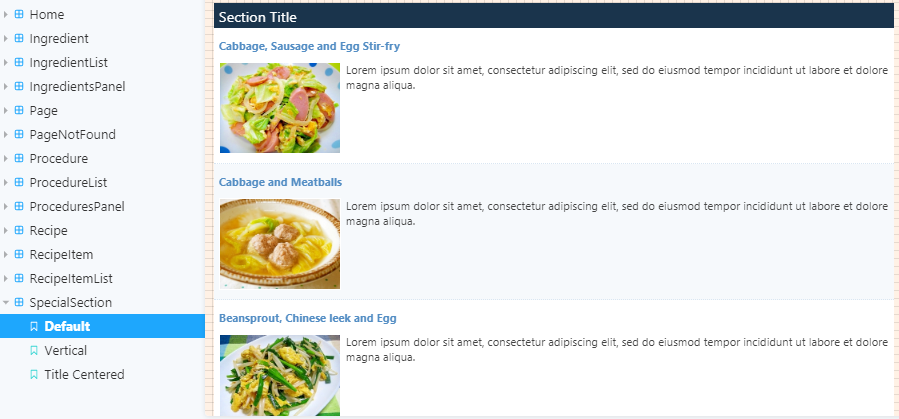 Home
Ingredient
IngredientList
IngredientsPanel
Page
PageNotFound
Procedure
ProcedureList
ProceduresPanel
Recipe
RecipeItem
RecipeItemList
SpecialSection
Default
Vertical
Title Centered
Section Title
Cabbage, Sausage and Egg Stir-fry
Lorem ipsum dolor sit amet, consectetur adipiscing elit, sed do eiusmod tempor incididunt ut labore et dolore
magna aliqua.
Cabbage and Meatballs
Lorem ipsum dolor sit amet, consectetur adipiscing elit, sed do eiusmod tempor incididunt ut labore et dolore
magna aliqua.
Beansprout, Chinese leek and Egg
Lorem ipsum dolor sit amet, consectetur adipiscing elit, sed do eiusmod tempor incididunt ut labore et dolore
magna aliqua.